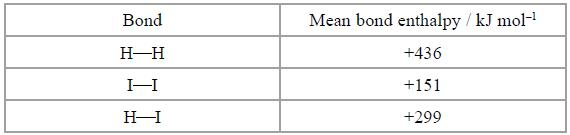 Bond Mean bond enthalpy / kJ mol⁻¹
H—H +436
I—I +151
H—I +299